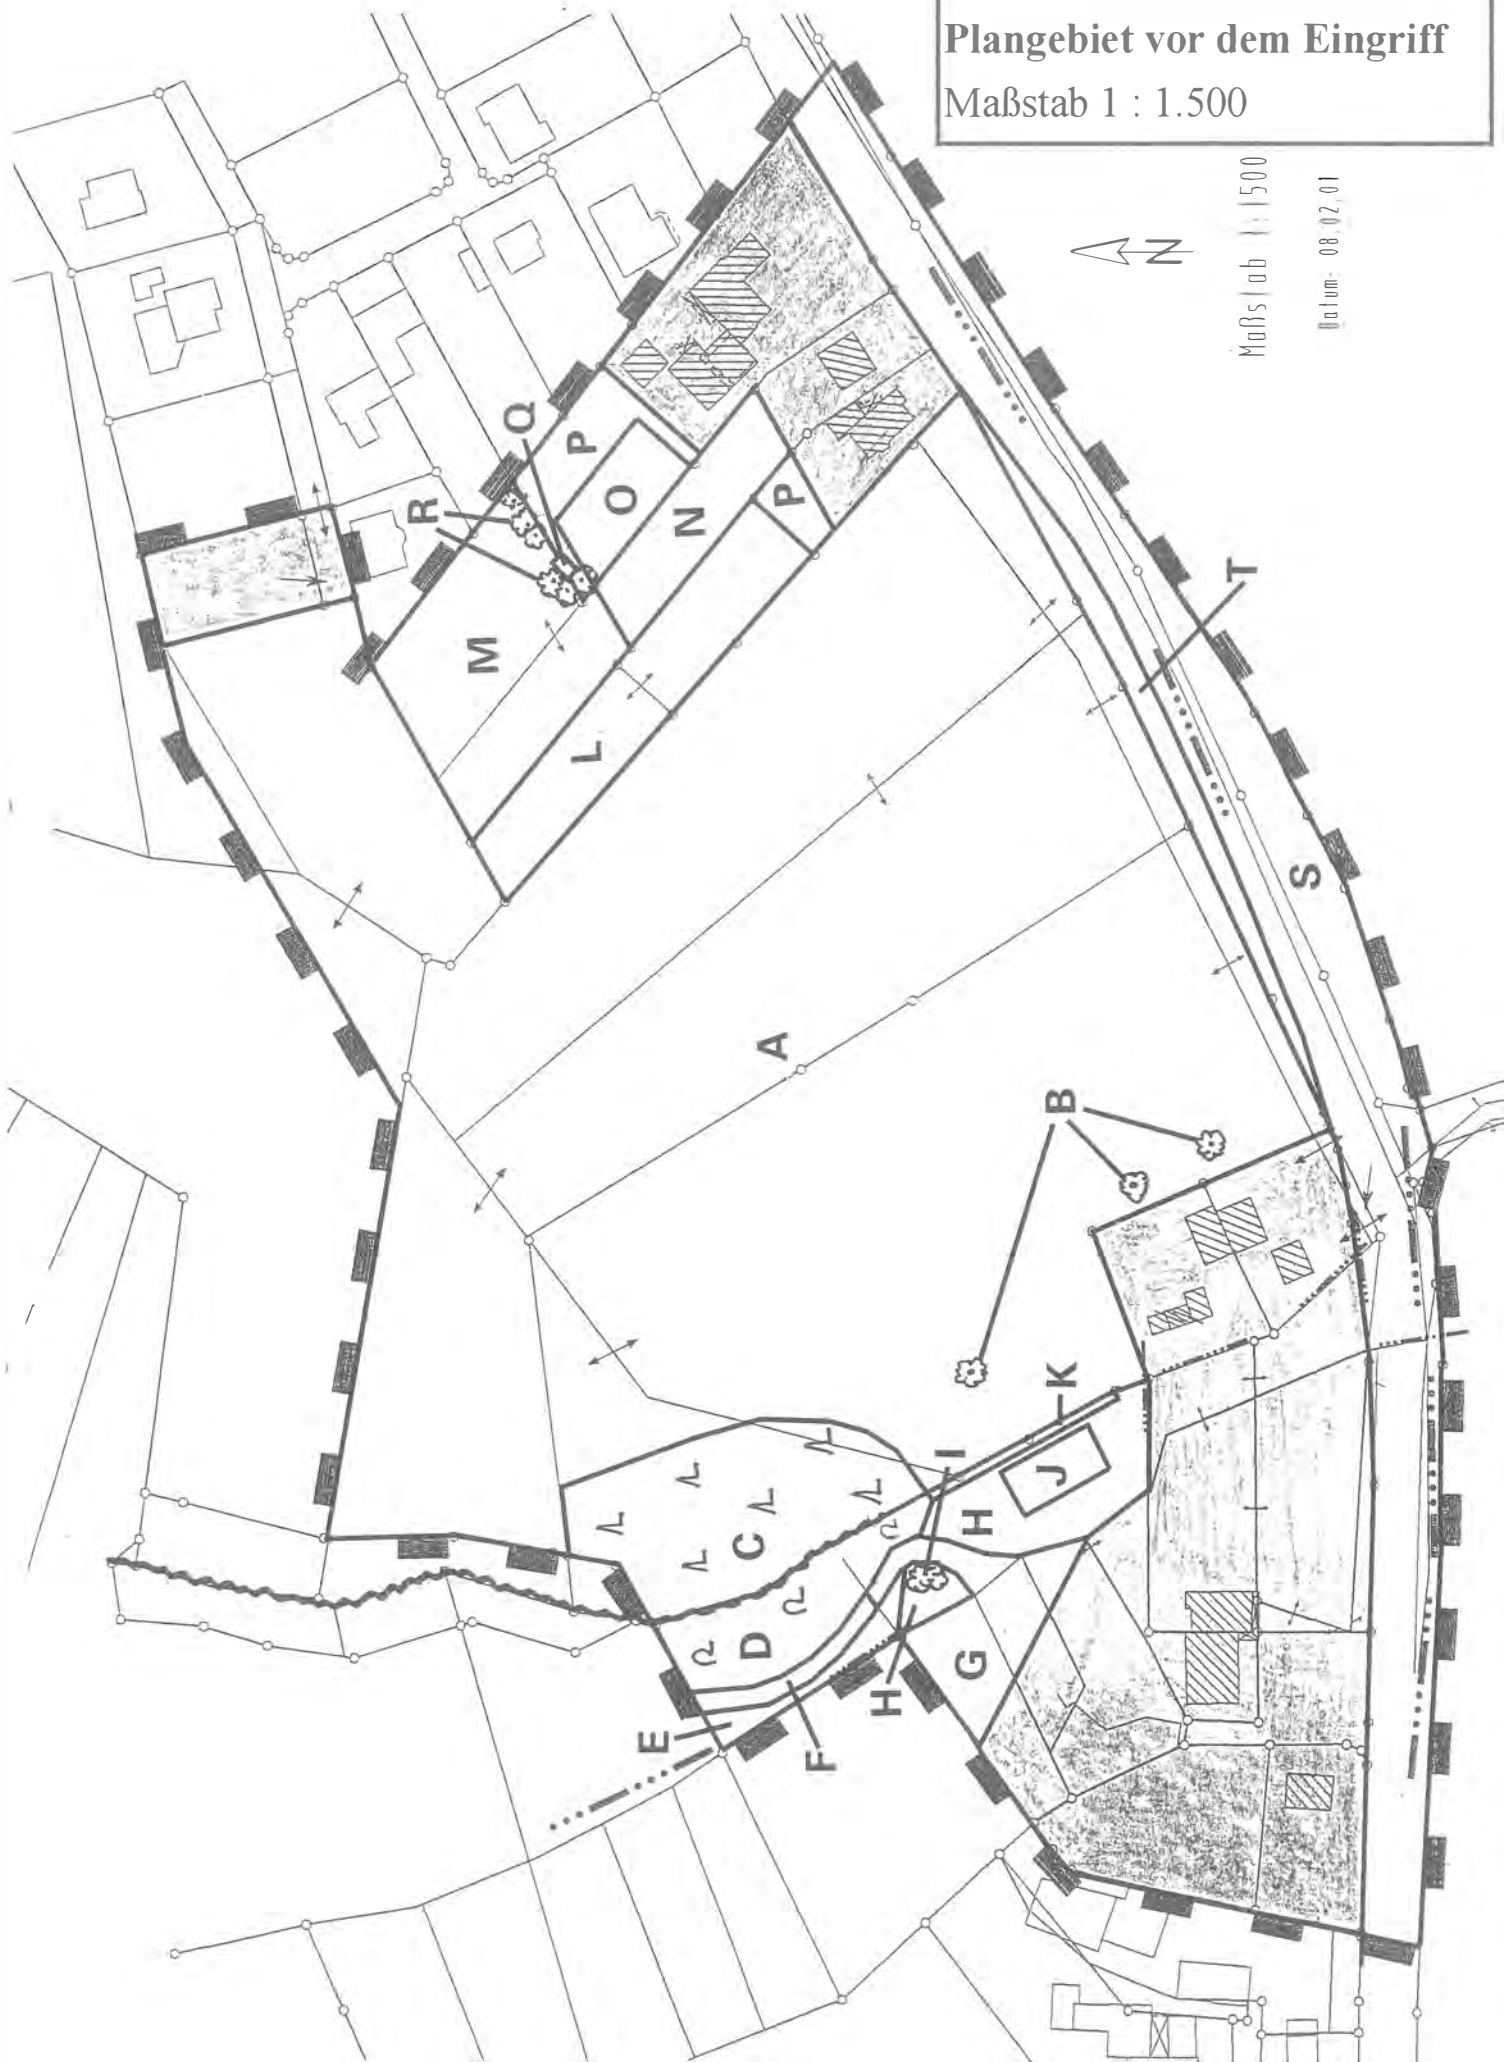 Plangebiet vor dem Eingriff
Maßstab 1 : 1.500
N
Maßstab 1:1500
Datum: 08.02.01
Q
P
R
O
N
P
M
L
T
S
A
B
K
I
J
H
C
D
G
H
E
F